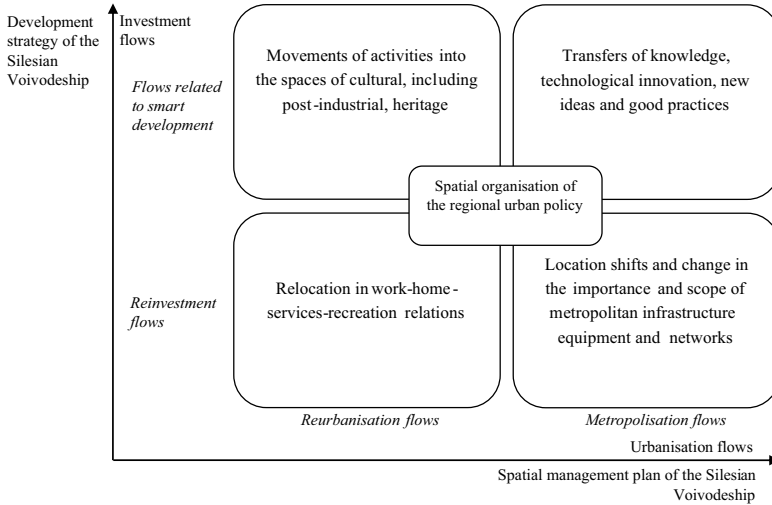 Development
strategy of the
Silesian
Voivodeship
Investment
flows
Flows related
to smart
development
Movements of activities into
the spaces of cultural, including
post-industrial, heritage
Transfers of knowledge,
technological innovation, new
ideas and good practices
Spatial organisation of
the regional urban policy
Reinvestment
flows
Relocation in work-home-
services-recreation relations
Location shifts and change in
the importance and scope of
metropolitan infrastructure
equipment and networks
Reurbanisation flows
Metropolisation flows
Urbanisation flows
Spatial management plan of the Silesian
Voivodeship